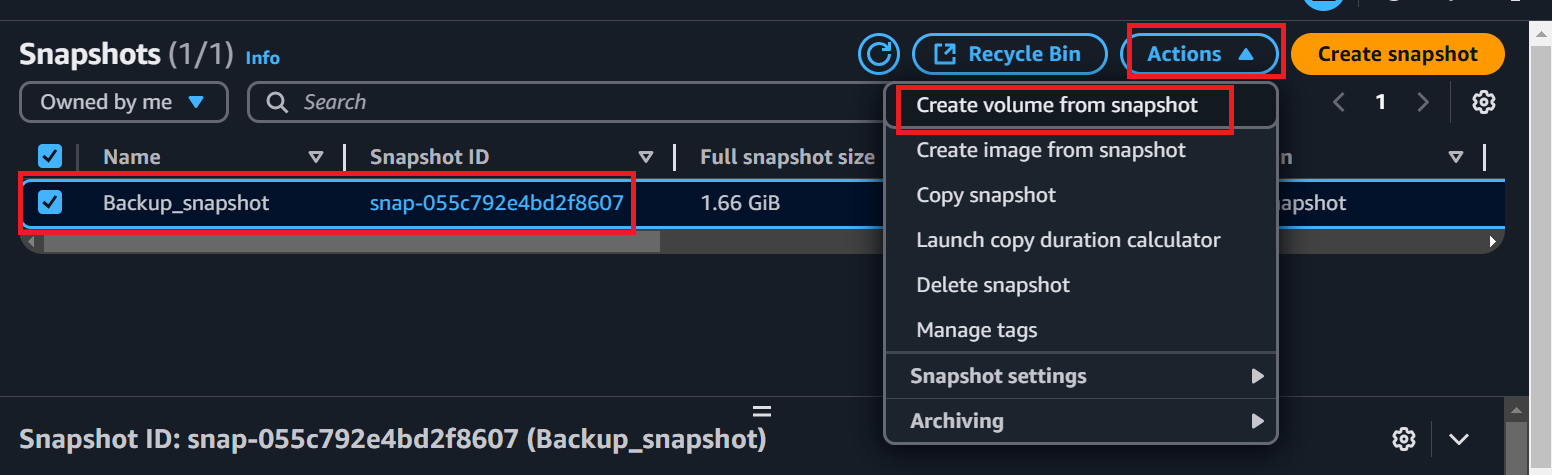 Snapshots (1/1) Info Recycle Bin Actions Create snapshot
Owned by me Search 1
Create volume from snapshot
Name Snapshot ID Full snapshot size
Create image from snapshot
Backup_snapshot snap-055c792e4bd2f8607 1.66 GiB
Copy snapshot
Launch copy duration calculator
Delete snapshot
Manage tags
Snapshot settings
Archiving
Snapshot ID: snap-055c792e4bd2f8607 (Backup_snapshot)